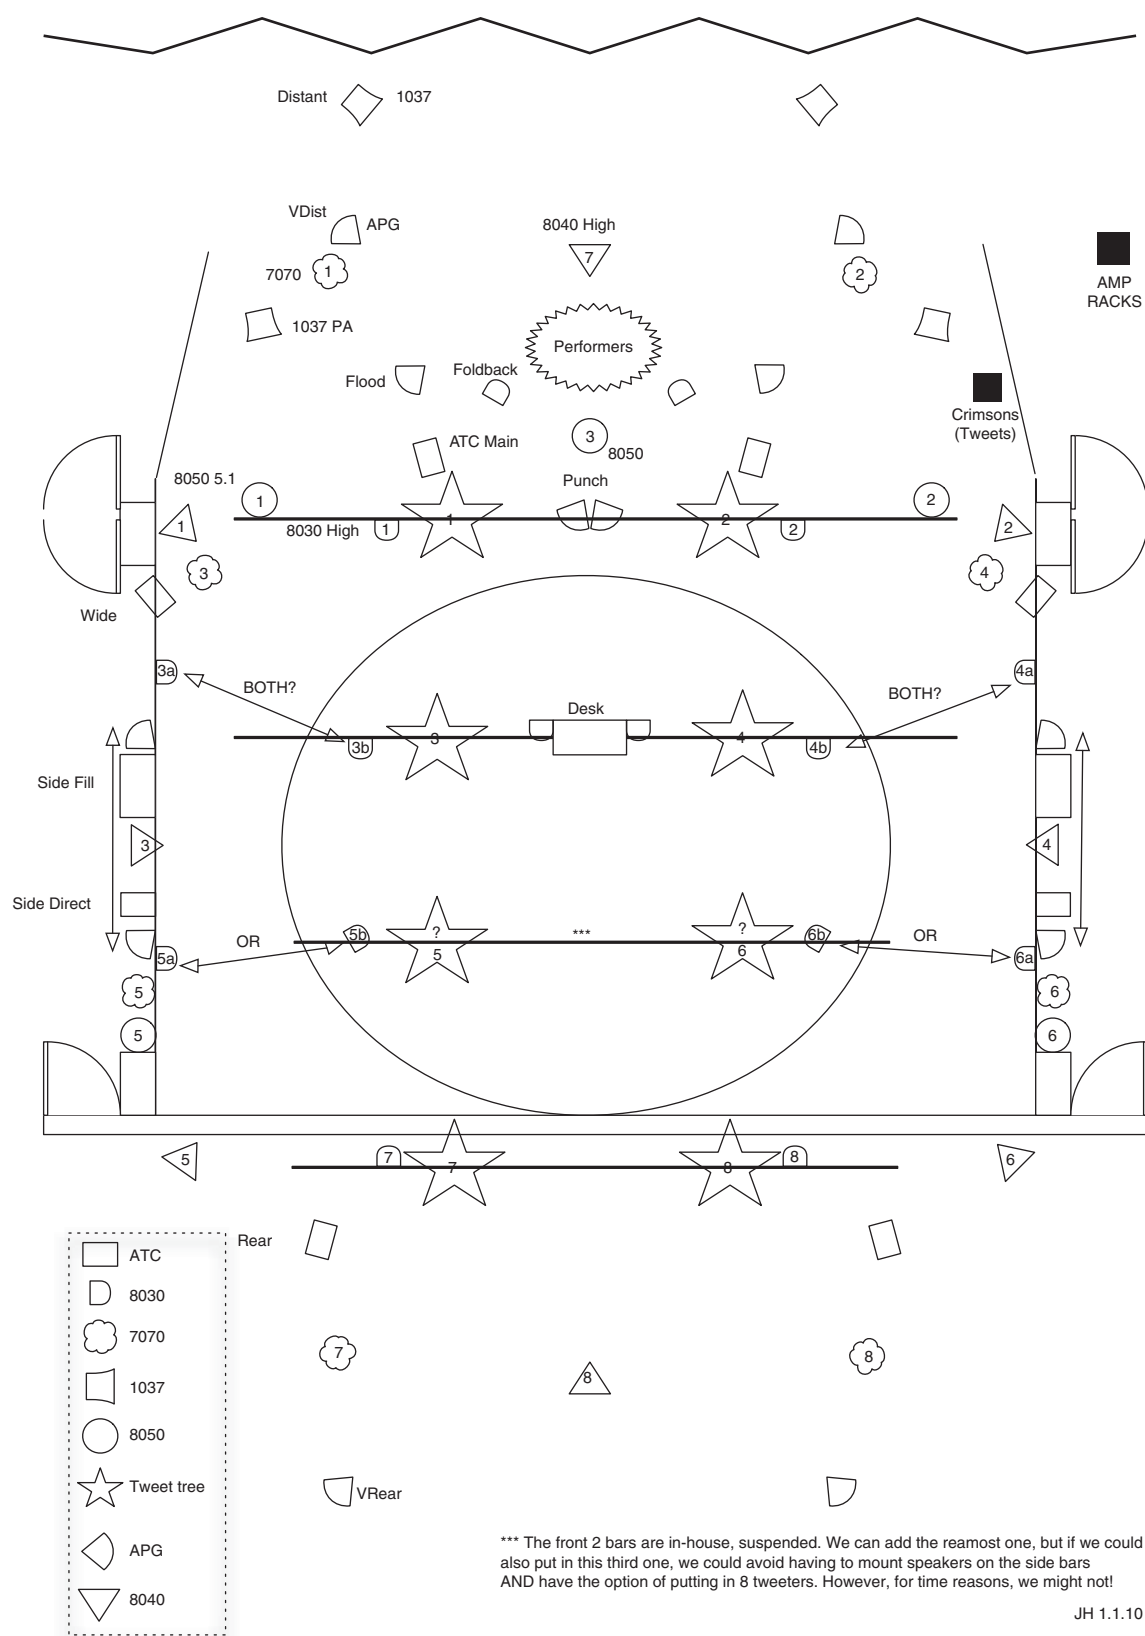 Distant
1037
VDist
APG
8040 High
7
7070
1
2
AMP
RACKS
1037 PA
Performers
Flood
Foldback
Crimsons
(Tweets)
ATC Main
3
8050
8050 5.1
Punch
1
2
1
8030 High
1
1
2
2
2
3
4
Wide
3a
4a
BOTH?
BOTH?
Desk
3
4
3b
4b
Side Fill
3
4
Side Direct
OR
5b
?
5
***
?
6
6b
OR
5a
6a
5
6
5
6
5
7
7
8
8
6
Rear
ATC
8030
7070
1037
8050
Tweet tree
APG
8040
7
8
8
VRear
*** The front 2 bars are in-house, suspended. We can add the reamost one, but if we could
also put in this third one, we could avoid having to mount speakers on the side bars
AND have the option of putting in 8 tweeters. However, for time reasons, we might not!
JH 1.1.10